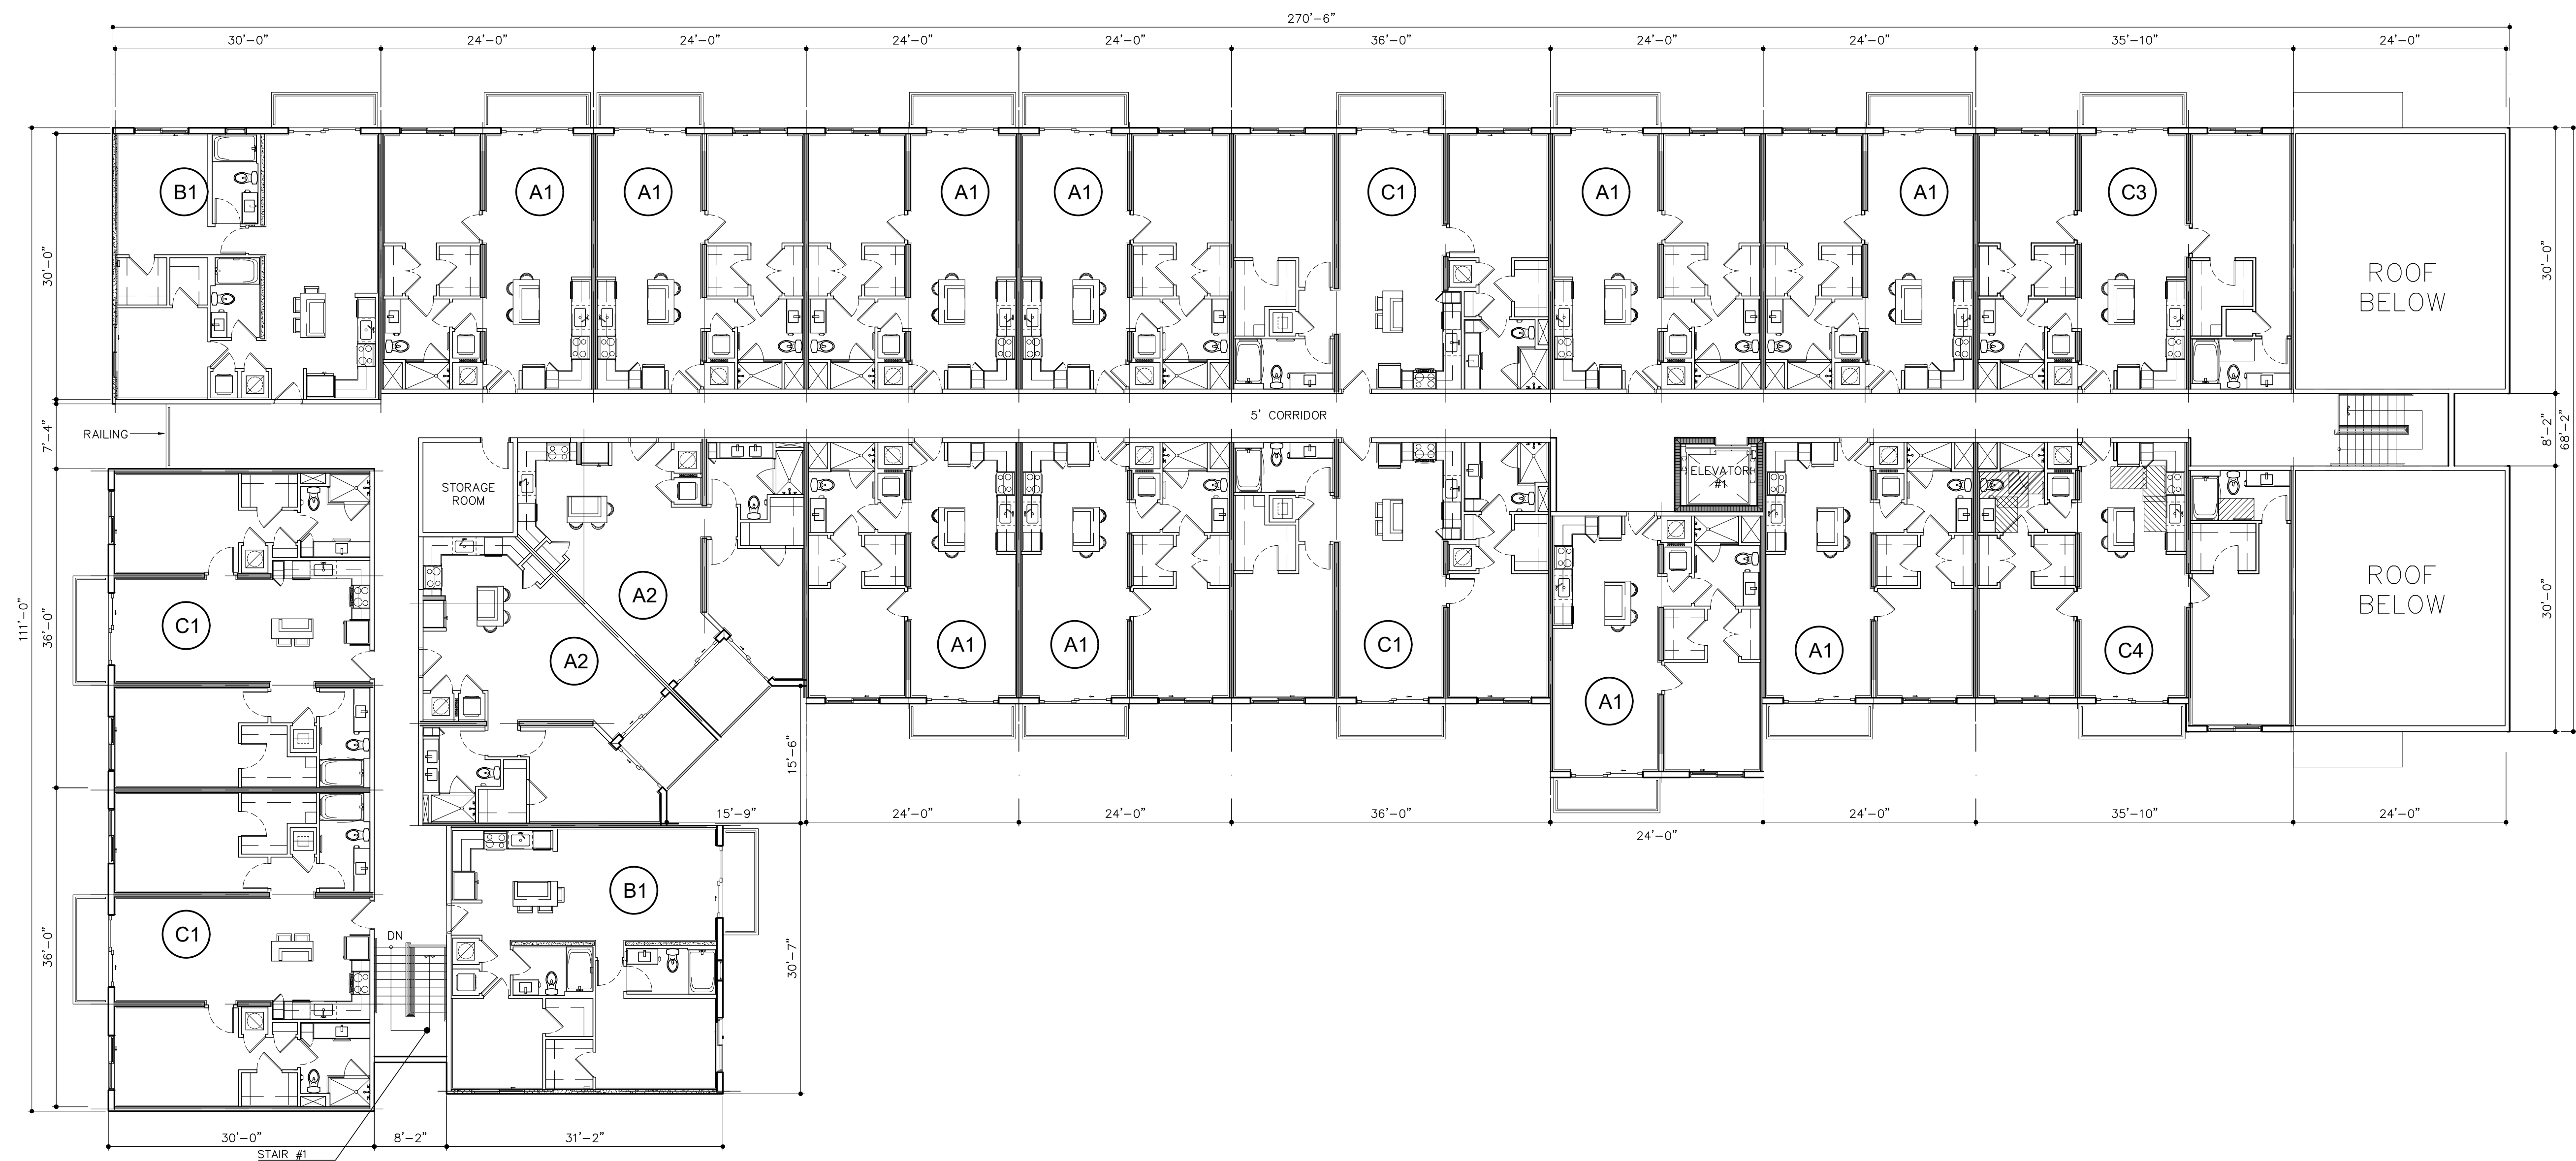 270'-6"
30'-0"
24'-0"
24'-0"
24'-0"
24'-0"
36'-0"
24'-0"
24'-0"
35'-10"
24'-0"
B1
A1
A1
A1
A1
C1
A1
A1
C3
ROOF
BELOW
30'-0"
30'-0"
5' CORRIDOR
RAILING
7'-4"
8'-2"
68'-2"
STORAGE
ROOM
ELEVATOR
#1
A2
A2
C1
A1
A1
C1
A1
A1
C4
ROOF
BELOW
111'-0"
36'-0"
30'-0"
15'-6"
15'-9"
24'-0"
24'-0"
36'-0"
24'-0"
24'-0"
35'-10"
24'-0"
C1
DN
B1
36'-0"
30'-7"
30'-0"
8'-2"
31'-2"
STAIR #1